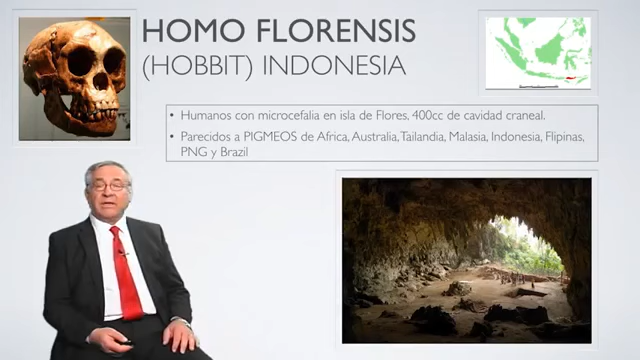 HOMO FLORENSIS
(HOBBIT) INDONESIA
• Humanos con microcefalia en isla de Flores, 400cc de cavidad craneal.
• Parecidos a PIGMEOS de Africa, Australia, Tailandia, Malasia, Indonesia, Flipinas,
PNG y Brazil